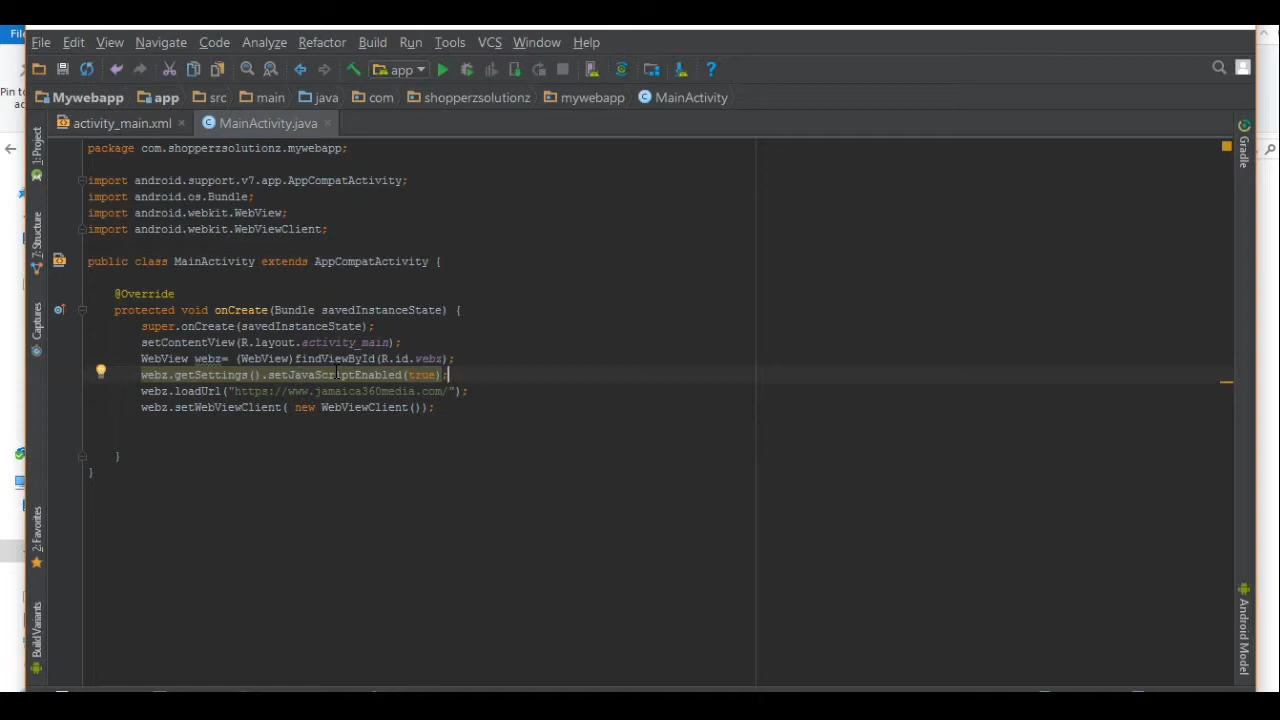 File
File Edit View Navigate Code Analyze Refactor Build Run Tools VCS Window Help
Pin to
ac
app
Mywebapp app src main java com shopperzsolutionz mywebapp MainActivity
activity_main.xml MainActivity.java
1: Project
7: Structure
Captures
2: Favorites
Build Variants
package com.shopperzsolutionz.mywebapp;
import android.support.v7.app.AppCompatActivity;
import android.os.Bundle;
import android.webkit.WebView;
import android.webkit.WebViewClient;
public class MainActivity extends AppCompatActivity {
@Override
protected void onCreate(Bundle savedInstanceState) {
super.onCreate(savedInstanceState);
setContentView(R.layout.activity_main);
WebView webz= (WebView)findViewById(R.id.webz);
webz.getSettings().setJavaScriptEnabled(true);
webz.loadUrl("https://www.jamaica360media.com/");
webz.setWebViewClient( new WebViewClient());
}
}
Gradle
Android Model